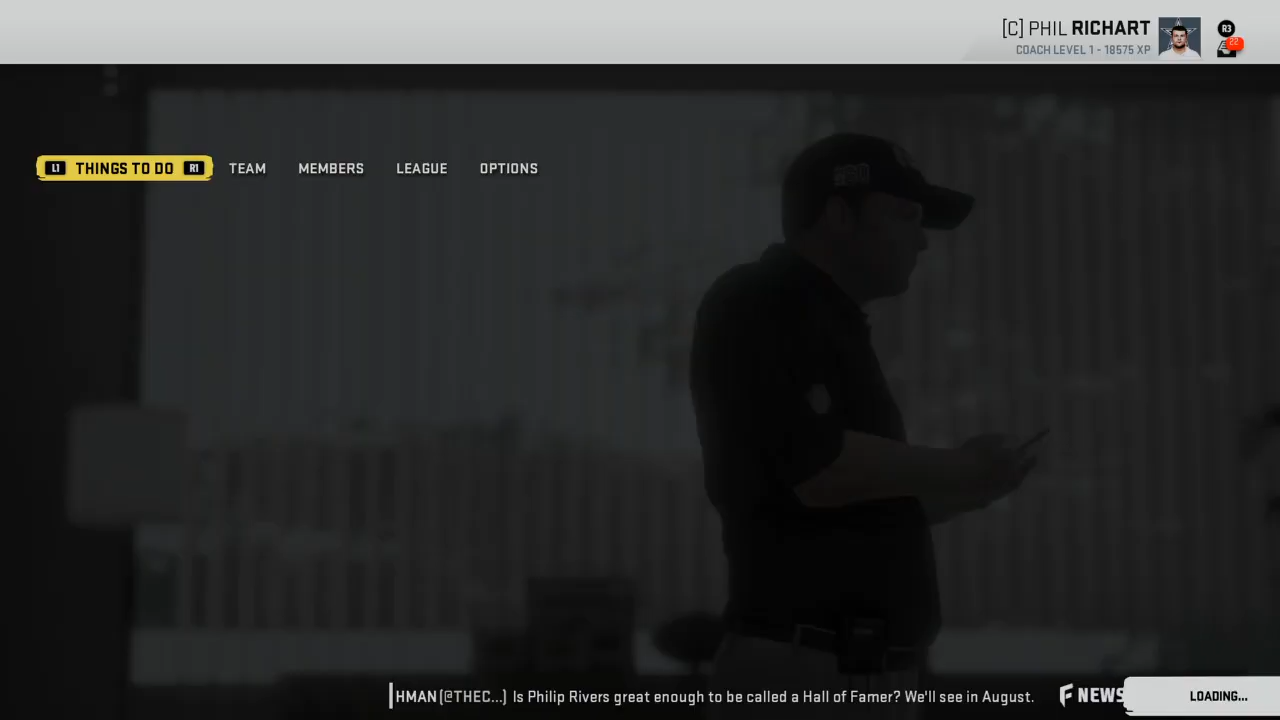 [C] PHIL RICHART
COACH LEVEL 1 - 18575 XP
R3
22
L1 THINGS TO DO R1 TEAM MEMBERS LEAGUE OPTIONS
HMAN (@THEC...) Is Philip Rivers great enough to be called a Hall of Famer? We'll see in August.
NEWS
LOADING...